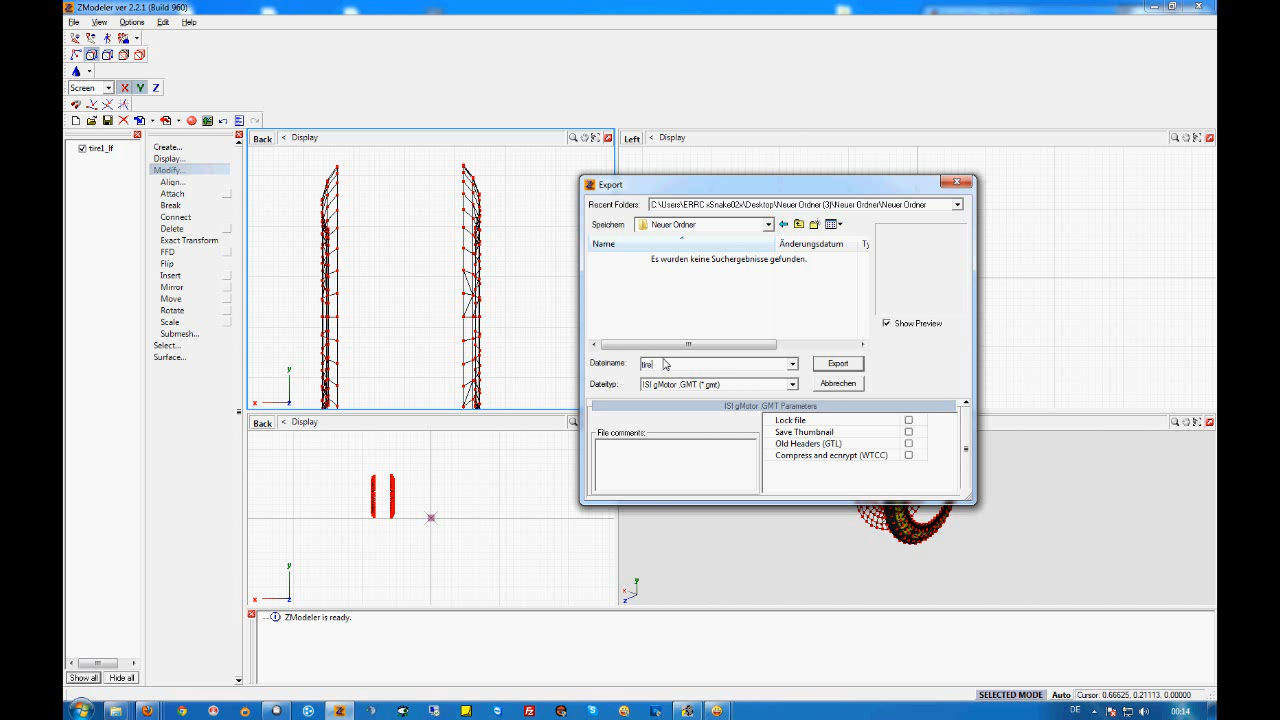 ZModeler ver 2.2.1 (Build 960)
File View Options Edit Help
Screen X Y Z
tire1_lf
Create...
Display...
Modify...
Align...
Attach
Break
Connect
Delete
Exact Transform
FFD
Flip
Insert
Mirror
Move
Rotate
Scale
Submesh...
Select...
Surface...
Show all Hide all
Back < Display
y
x z
Left < Display
Back < Display
y
x z
y
x
z
Export
Recent Folders: C:\Users\ERRC xSnake02x\Desktop\Neuer Ordner (3)\Neuer Ordner\Neuer Ordner
Speichern Neuer Ordner
Name Änderungsdatum Ty
Es wurden keine Suchergebnisse gefunden.
Show Preview
Dateiname: tire Export
Dateityp: ISI gMotor .GMT (*.gmt) Abbrechen
ISI gMotor .GMT Parameters
File comments:
Lock file
Save Thumbnail
Old Headers (GTL)
Compress and ecnrypt (WTCC)
ZModeler is ready.
SELECTED MODE Auto Cursor: 0.66625, 0.21113, 0.00000
DE 00:14